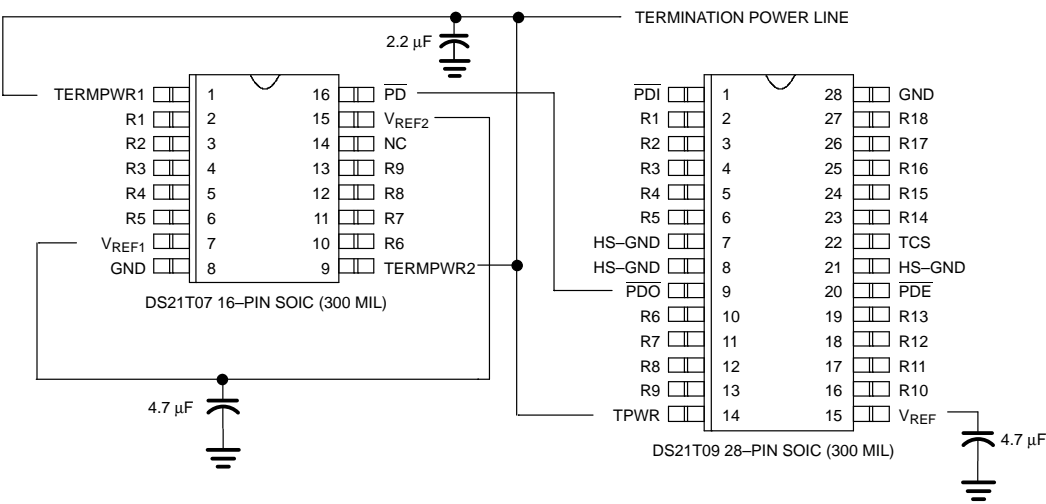 TERMINATION POWER LINE
2.2 µF
TERMPWR1 1 16 P̅D̅
R1 2 15 VREF2
R2 3 14 NC
R3 4 13 R9
R4 5 12 R8
R5 6 11 R7
VREF1 7 10 R6
GND 8 9 TERMPWR2
DS21T07 16–PIN SOIC (300 MIL)
4.7 µF
P̅D̅I̅ 1 28 GND
R1 2 27 R18
R2 3 26 R17
R3 4 25 R16
R4 5 24 R15
R5 6 23 R14
HS–GND 7 22 TCS
HS–GND 8 21 HS–GND
P̅D̅O̅ 9 20 P̅D̅E̅
R6 10 19 R13
R7 11 18 R12
R8 12 17 R11
R9 13 16 R10
TPWR 14 15 VREF
4.7 µF
DS21T09 28–PIN SOIC (300 MIL)